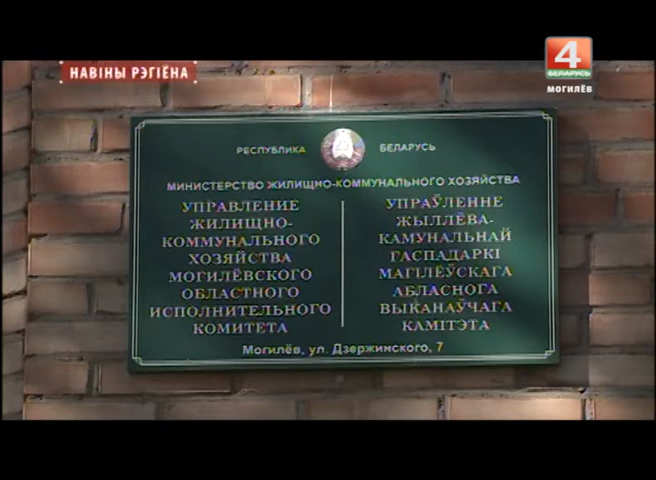 НАВІНЫ РЭГІЁНА
4
БЕЛАРУСЬ
МОГИЛЁВ
РЕСПУБЛИКА БЕЛАРУСЬ
МИНИСТЕРСТВО ЖИЛИЩНО-КОММУНАЛЬНОГО ХОЗЯЙСТВА
УПРАВЛЕНИЕ
ЖИЛИЩНО-
КОММУНАЛЬНОГО
ХОЗЯЙСТВА
МОГИЛЁВСКОГО
ОБЛАСТНОГО
ИСПОЛНИТЕЛЬНОГО
КОМИТЕТА
УПРАЎЛЕННЕ
ЖЫЛЛЁВА-
КАМУНАЛЬНАЙ
ГАСПАДАРКІ
МАГІЛЁЎСКАГА
АБЛАСНОГА
ВЫКАНАЎЧАГА
КАМІТЭТА
Могилёв, ул. Дзержинского, 7